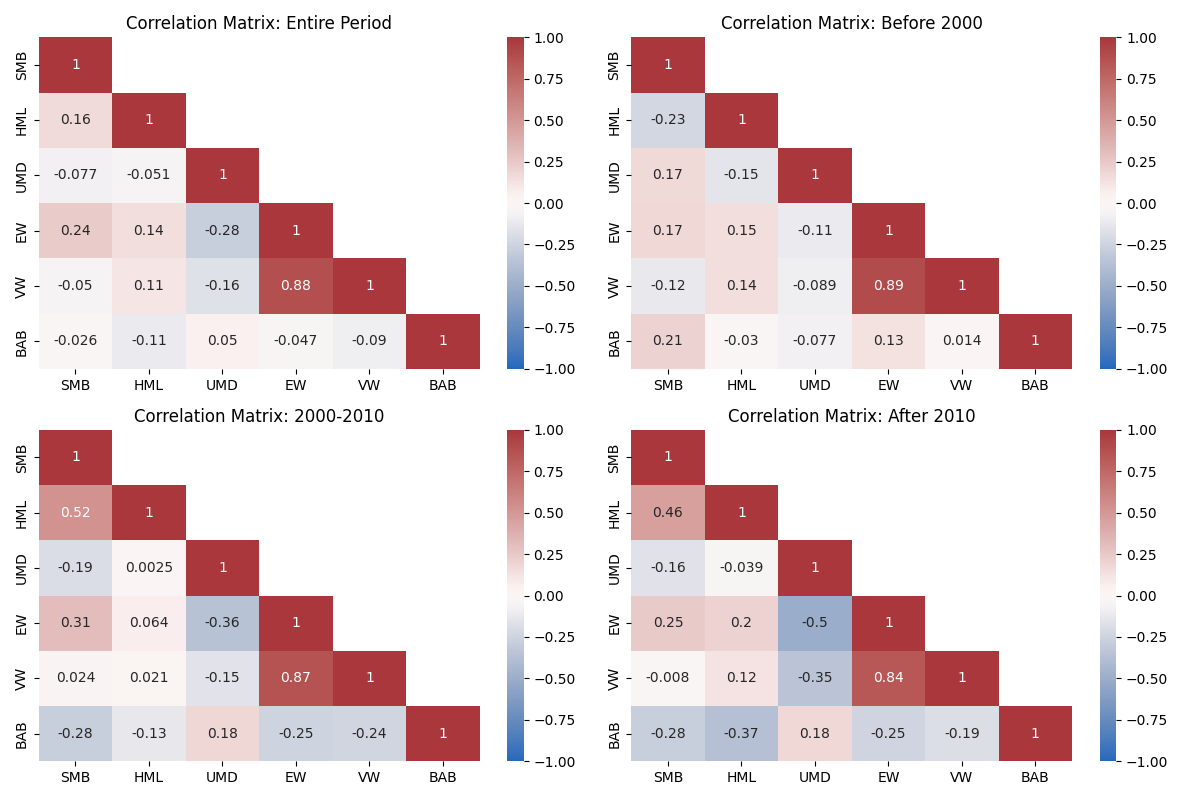 Correlation Matrix: Entire Period
SMB 1 1.00
HML 0.16 1 0.75
0.50
UMD -0.077 -0.051 1 0.25
0.00
EW 0.24 0.14 -0.28 1 −0.25
VW -0.05 0.11 -0.16 0.88 1 −0.50
−0.75
BAB -0.026 -0.11 0.05 -0.047 -0.09 1 −1.00
SMB HML UMD EW VW BAB
Correlation Matrix: Before 2000
SMB 1 1.00
HML -0.23 1 0.75
0.50
UMD 0.17 -0.15 1 0.25
0.00
EW 0.17 0.15 -0.11 1 −0.25
VW -0.12 0.14 -0.089 0.89 1 −0.50
−0.75
BAB 0.21 -0.03 -0.077 0.13 0.014 1 −1.00
SMB HML UMD EW VW BAB
Correlation Matrix: 2000-2010
SMB 1 1.00
HML 0.52 1 0.75
0.50
UMD -0.19 0.0025 1 0.25
0.00
EW 0.31 0.064 -0.36 1 −0.25
VW 0.024 0.021 -0.15 0.87 1 −0.50
−0.75
BAB -0.28 -0.13 0.18 -0.25 -0.24 1 −1.00
SMB HML UMD EW VW BAB
Correlation Matrix: After 2010
SMB 1 1.00
HML 0.46 1 0.75
0.50
UMD -0.16 -0.039 1 0.25
0.00
EW 0.25 0.2 -0.5 1 −0.25
VW -0.008 0.12 -0.35 0.84 1 −0.50
−0.75
BAB -0.28 -0.37 0.18 -0.25 -0.19 1 −1.00
SMB HML UMD EW VW BAB